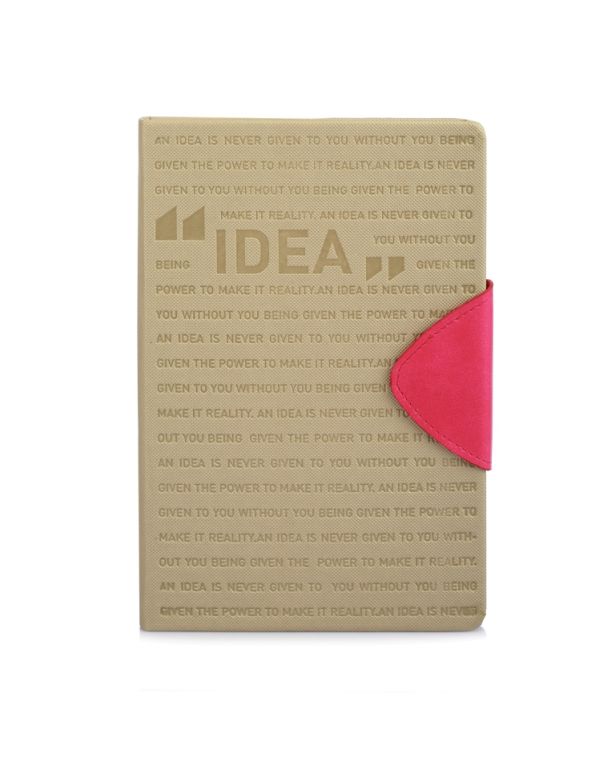 AN IDEA IS NEVER GIVEN TO YOU WITHOUT YOU BEING
GIVEN THE POWER TO MAKE IT REALITY.AN IDEA IS NEVER
GIVEN TO YOU WITHOUT YOU BEING GIVEN THE POWER TO
MAKE IT REALITY. AN IDEA IS NEVER GIVEN TO
“ IDEA „
YOU WITHOUT YOU
BEING GIVEN THE
POWER TO MAKE IT REALITY.AN IDEA IS NEVER GIVEN TO
YOU WITHOUT YOU BEING GIVEN THE POWER TO MAKE
AN IDEA IS NEVER GIVEN TO YOU WITHOUT
GIVEN THE POWER TO MAKE IT REALITY.AN
GIVEN TO YOU WITHOUT YOU BEING GIVEN
MAKE IT REALITY. AN IDEA IS NEVER GIVEN
OUT YOU BEING GIVEN THE POWER TO MAKE IT
AN IDEA IS NEVER GIVEN TO YOU WITHOUT YOU BEING
GIVEN THE POWER TO MAKE IT REALITY.AN IDEA IS NEVER
GIVEN TO YOU WITHOUT YOU BEING GIVEN THE POWER TO
MAKE IT REALITY. AN IDEA IS NEVER GIVEN TO YOU WITH-
OUT YOU BEING GIVEN THE POWER TO MAKE IT REALITY.
AN IDEA IS NEVER GIVEN TO YOU WITHOUT YOU BEING
GIVEN THE POWER TO MAKE IT REALITY.AN IDEA IS NEVER